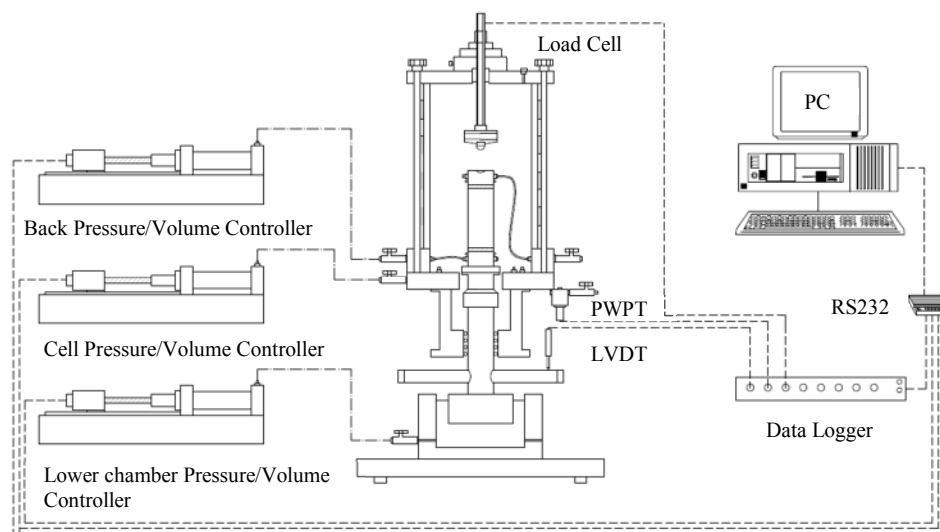 Load Cell
PC
Back Pressure/Volume Controller
PWPT
RS232
Cell Pressure/Volume Controller
LVDT
Data Logger
Lower chamber Pressure/Volume
Controller